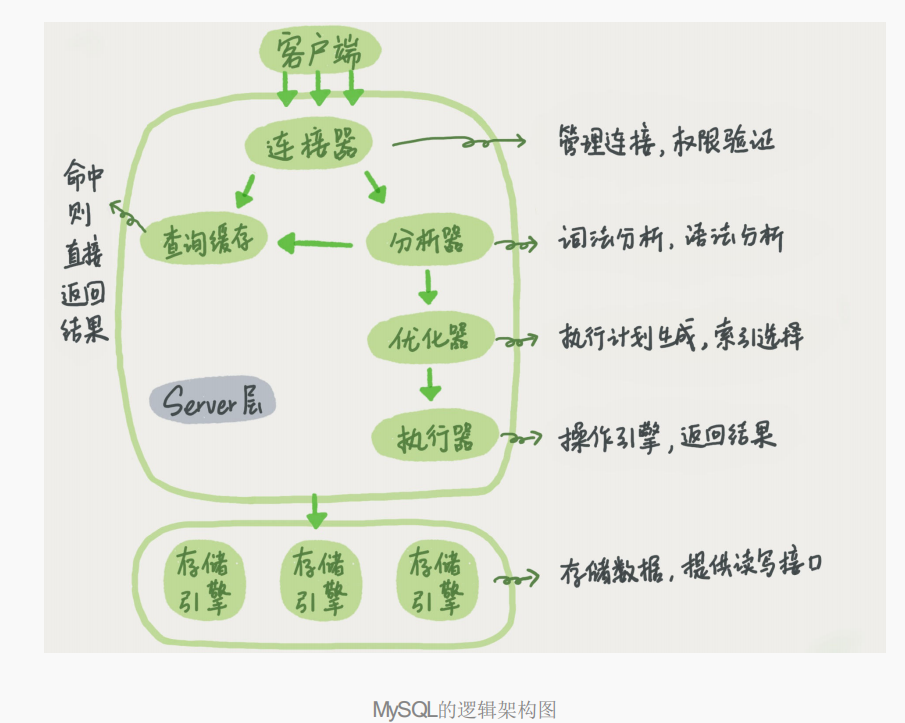 客户端
连接器
管理连接，权限验证
命中
则
直接
返回
结果
查询缓存
分析器
词法分析，语法分析
优化器
执行计划生成，索引选择
Server层
执行器
操作引擎，返回结果
存储
引擎
存储
引擎
存储
引擎
存储数据，提供读写接口
MySQL的逻辑架构图